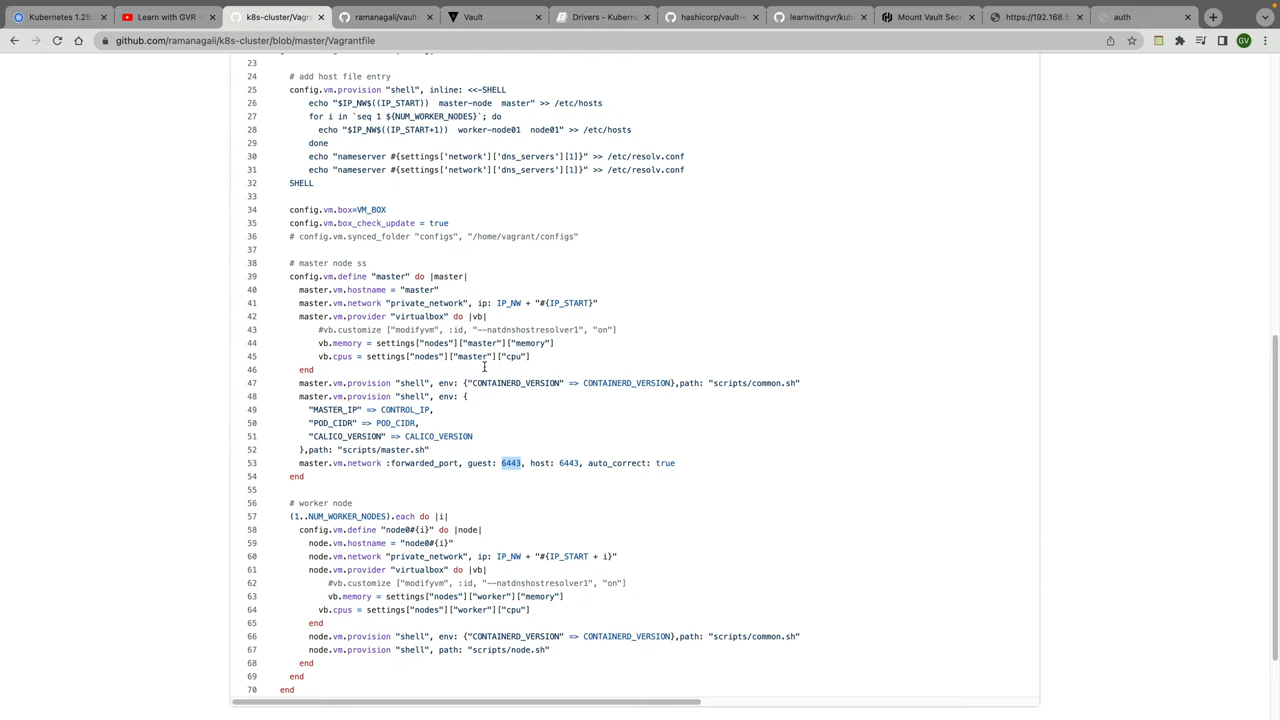 Kubernetes 1.25:
Learn with GVR -
k8s-cluster/Vagra
ramanagali/vault-
Vault
Drivers - Kuberne
hashicorp/vault-c
learnwithgvr/kub
Mount Vault Secr
https://192.168.5
auth
github.com/ramanagali/k8s-cluster/blob/master/Vagrantfile
GV
23
24 # add host file entry
25 config.vm.provision "shell", inline: <<-SHELL
26 echo "$IP_NW$((IP_START)) master-node master" >> /etc/hosts
27 for i in `seq 1 ${NUM_WORKER_NODES}`; do
28 echo "$IP_NW$((IP_START+1)) worker-node01 node01" >> /etc/hosts
29 done
30 echo "nameserver #{settings['network']['dns_servers'][1]}" >> /etc/resolv.conf
31 echo "nameserver #{settings['network']['dns_servers'][1]}" >> /etc/resolv.conf
32 SHELL
33
34 config.vm.box=VM_BOX
35 config.vm.box_check_update = true
36 # config.vm.synced_folder "configs", "/home/vagrant/configs"
37
38 # master node ss
39 config.vm.define "master" do |master|
40 master.vm.hostname = "master"
41 master.vm.network "private_network", ip: IP_NW + "#{IP_START}"
42 master.vm.provider "virtualbox" do |vb|
43 #vb.customize ["modifyvm", :id, "--natdnshostresolver1", "on"]
44 vb.memory = settings["nodes"]["master"]["memory"]
45 vb.cpus = settings["nodes"]["master"]["cpu"]
46 end
47 master.vm.provision "shell", env: {"CONTAINERD_VERSION" => CONTAINERD_VERSION},path: "scripts/common.sh"
48 master.vm.provision "shell", env: {
49 "MASTER_IP" => CONTROL_IP,
50 "POD_CIDR" => POD_CIDR,
51 "CALICO_VERSION" => CALICO_VERSION
52 },path: "scripts/master.sh"
53 master.vm.network :forwarded_port, guest: 6443, host: 6443, auto_correct: true
54 end
55
56 # worker node
57 (1..NUM_WORKER_NODES).each do |i|
58 config.vm.define "node0#{i}" do |node|
59 node.vm.hostname = "node0#{i}"
60 node.vm.network "private_network", ip: IP_NW + "#{IP_START + i}"
61 node.vm.provider "virtualbox" do |vb|
62 #vb.customize ["modifyvm", :id, "--natdnshostresolver1", "on"]
63 vb.memory = settings["nodes"]["worker"]["memory"]
64 vb.cpus = settings["nodes"]["worker"]["cpu"]
65 end
66 node.vm.provision "shell", env: {"CONTAINERD_VERSION" => CONTAINERD_VERSION},path: "scripts/common.sh"
67 node.vm.provision "shell", path: "scripts/node.sh"
68 end
69 end
70 end